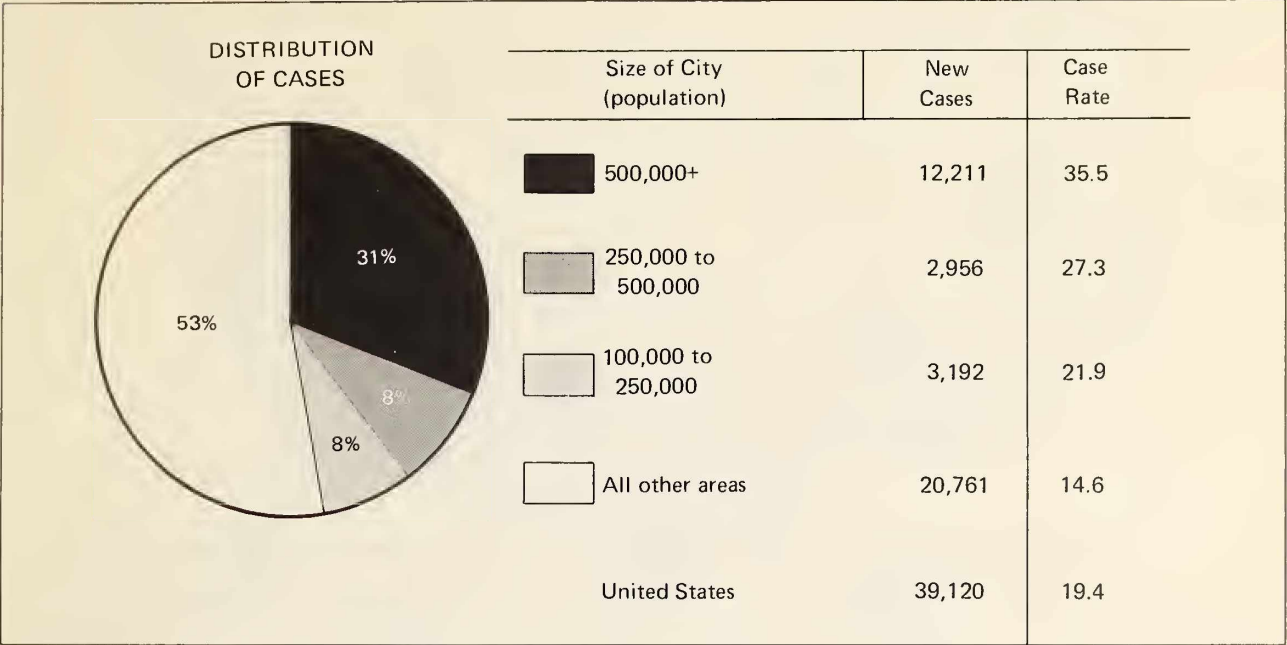 DISTRIBUTION
OF CASES
31%
53%
8%
8%
Size of City
(population)
New
Cases
Case
Rate
500,000+ 12,211 35.5
250,000 to
500,000 2,956 27.3
100,000 to
250,000 3,192 21.9
All other areas 20,761 14.6
United States 39,120 19.4